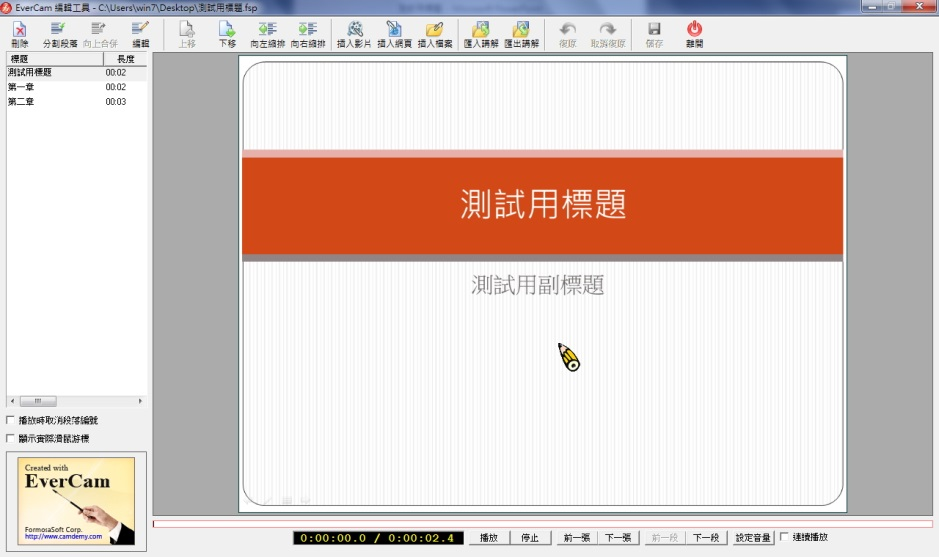 EverCam 編輯工具 - C:\Users\win7\Desktop\測試用標題.fsp
刪除 分割段落 向上合併 編輯 上移 下移 向左縮排 向右縮排 插入影片 插入網頁 插入檔案 匯入講解 匯出講解 復原 取消復原 儲存 離開
標題 長度
測試用標題 00:02
第一章 00:02
第二章 00:03
測試用標題
測試用副標題
播放時取消段落編號
顯示實際滑鼠游標
Created with
EverCam
FormosaSoft Corp.
http://www.camdemy.com
0:00:00.0 / 0:00:02.4 播放 停止 前一張 下一張 前一段 下一段 設定音量 連續播放